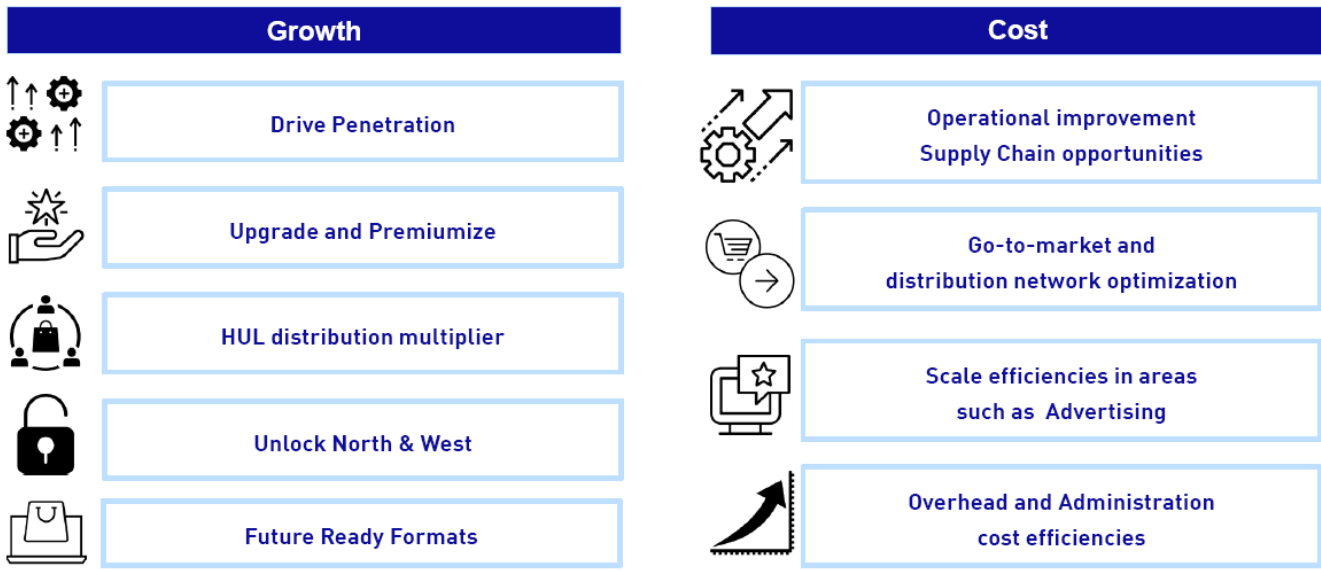 Growth
Drive Penetration
Upgrade and Premiumize
HUL distribution multiplier
Unlock North & West
Future Ready Formats
Cost
Operational improvement
Supply Chain opportunities
Go-to-market and
distribution network optimization
Scale efficiencies in areas
such as Advertising
Overhead and Administration
cost efficiencies